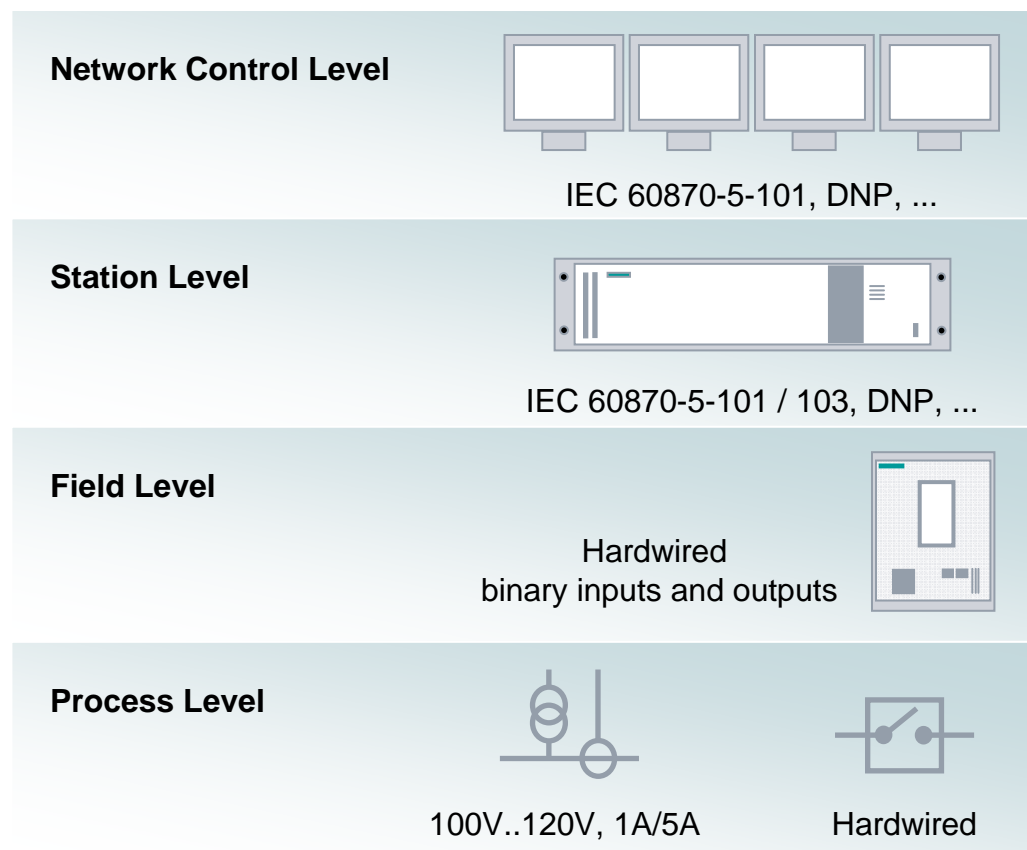 Network Control Level
IEC 60870-5-101, DNP, ...
Station Level
IEC 60870-5-101 / 103, DNP, ...
Field Level
Hardwired
binary inputs and outputs
Process Level
100V..120V, 1A/5A
Hardwired